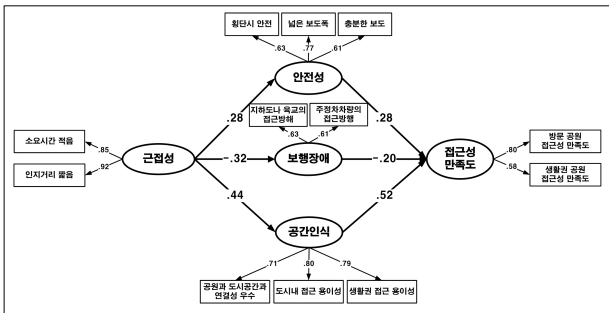 횡단시 안전
넓은 보도폭
충분한 보도
.63
.77
.61
안전성
.28
.28
지하도나 육교의
접근방해
주정차차량의
접근방행
.63
.61
소요시간 적음
.85
인지거리 짧음
.92
근접성
-.32
보행장애
-.20
접근성
만족도
.80
방문 공원
접근성 만족도
.58
생활권 공원
접근성 만족도
.44
.52
공간인식
.71
.80
.79
공원과 도시공간과
연결성 우수
도시내 접근 용이성
생활권 접근 용이성